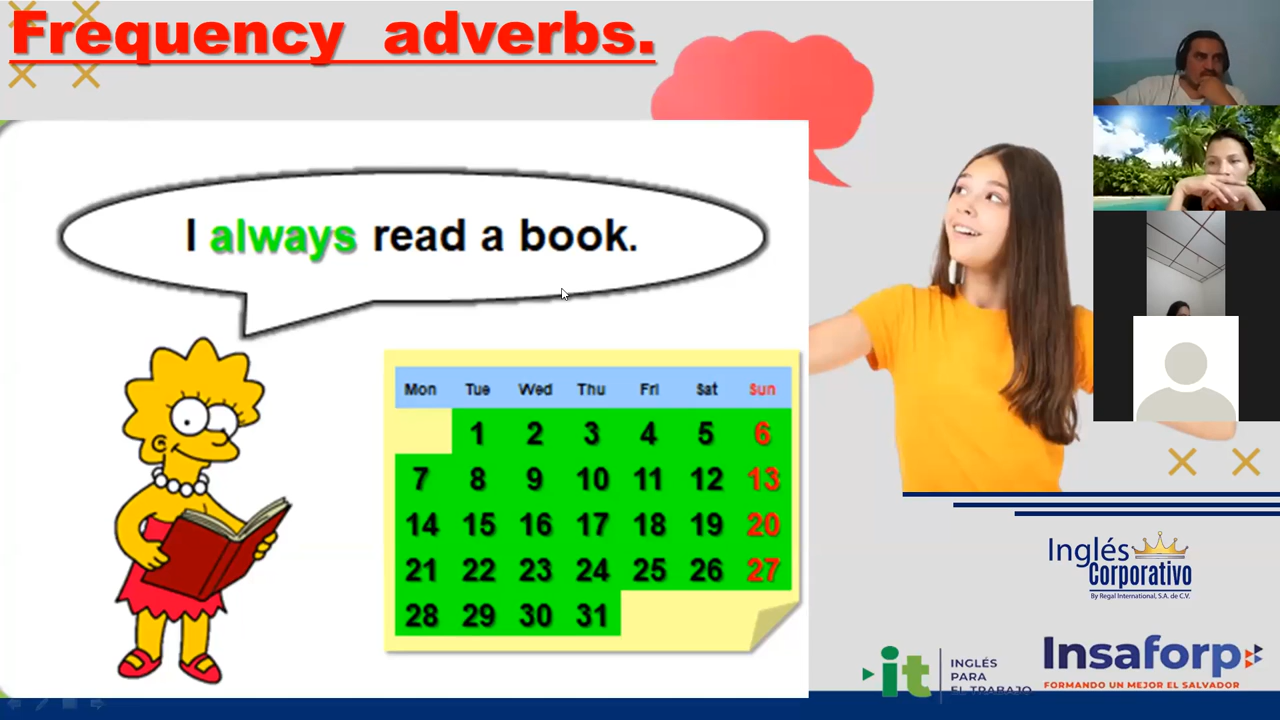 Frequency adverbs.
I always read a book.
Mon Tue Wed Thu Fri Sat Sun
1 2 3 4 5 6
7 8 9 10 11 12 13
14 15 16 17 18 19 20
21 22 23 24 25 26 27
28 29 30 31
Inglés
Corporativo
By Regal International, S.A. de C.V.
it
INGLÉS
PARA
EL TRABAJO
Insaforp
FORMANDO UN MEJOR EL SALVADOR